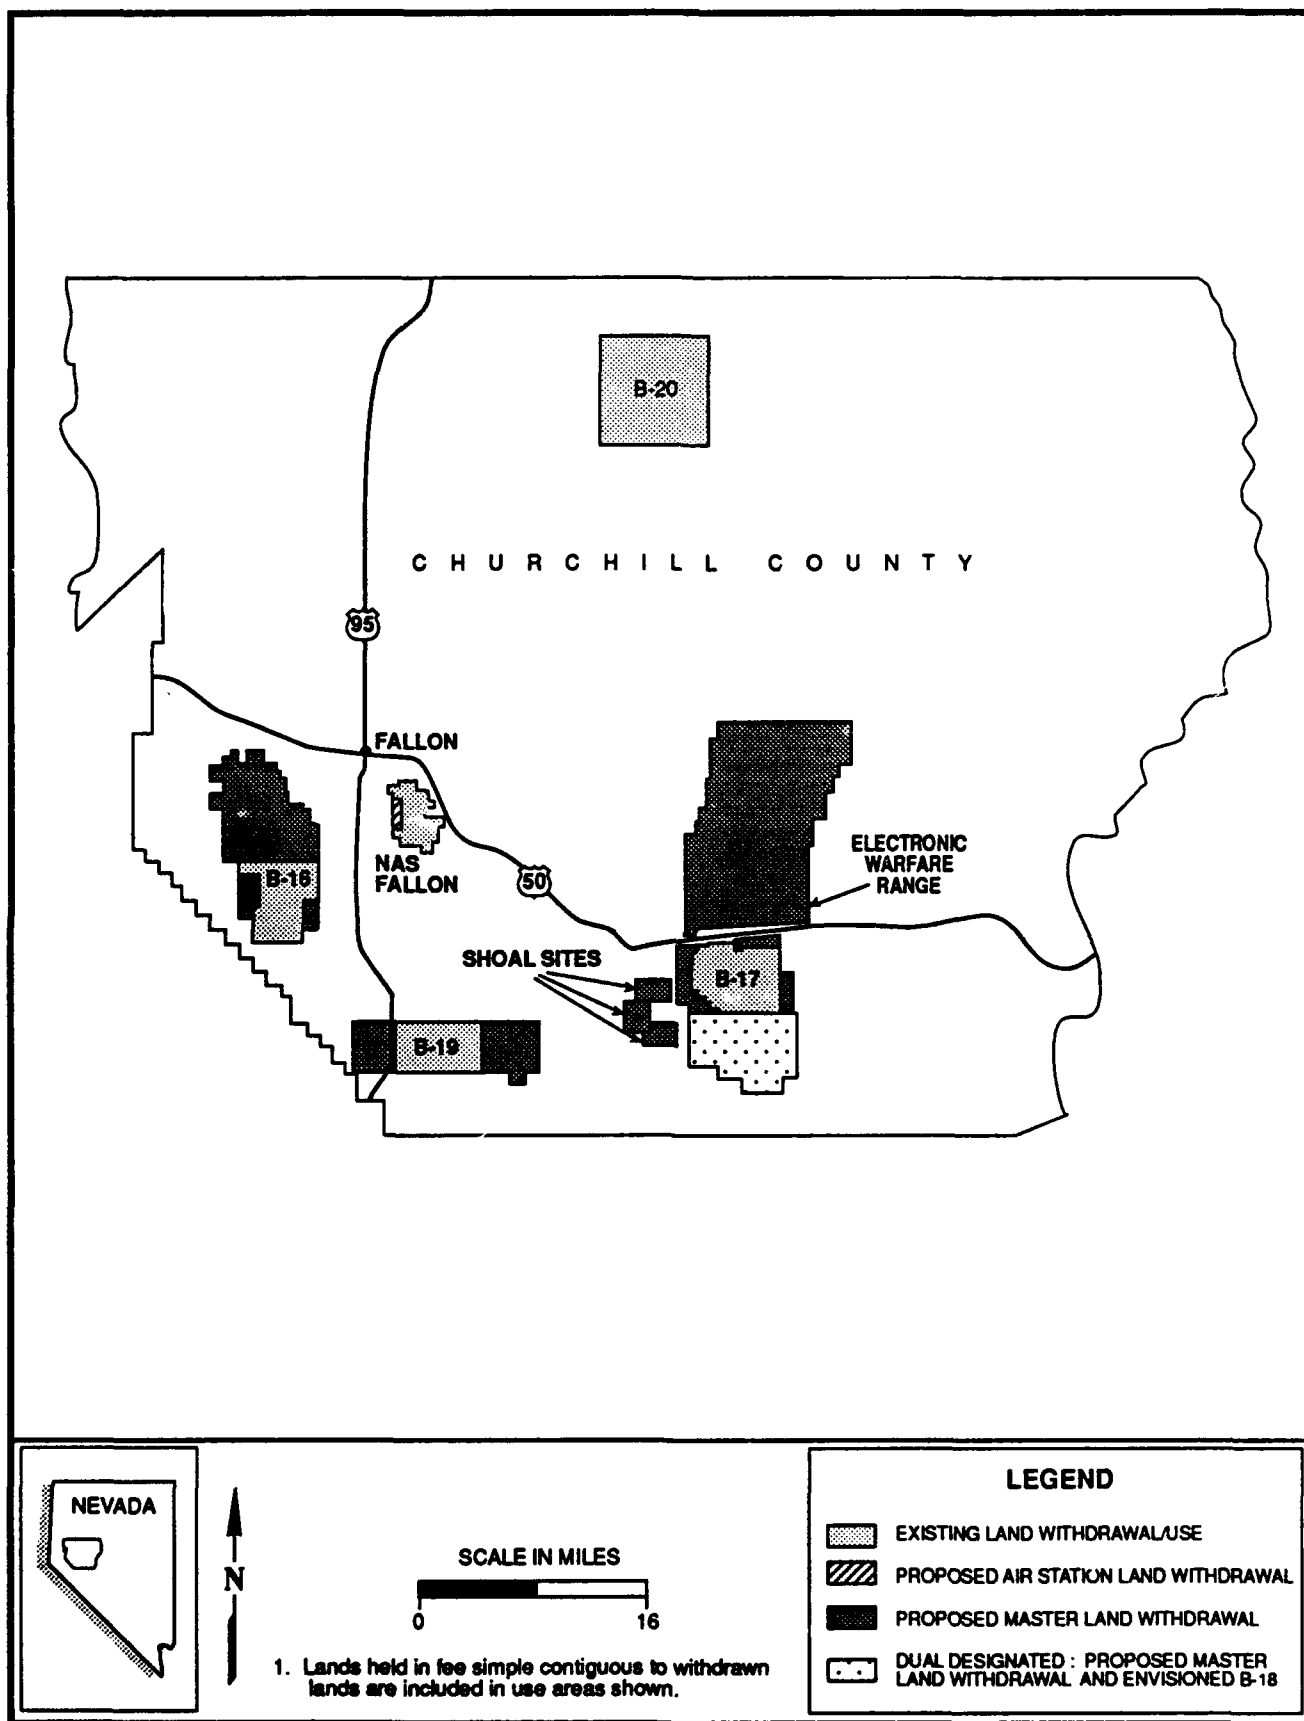 B-20
CHURCHILL COUNTY
95
FALLON
NAS
FALLON
B-16
50
ELECTRONIC
WARFARE
RANGE
SHOAL SITES
B-17
B-19
NEVADA
N
SCALE IN MILES
0 16
1. Lands held in fee simple contiguous to withdrawn
lands are included in use areas shown.
LEGEND
EXISTING LAND WITHDRAWAL/USE
PROPOSED AIR STATION LAND WITHDRAWAL
PROPOSED MASTER LAND WITHDRAWAL
DUAL DESIGNATED : PROPOSED MASTER
LAND WITHDRAWAL AND ENVISIONED B-18